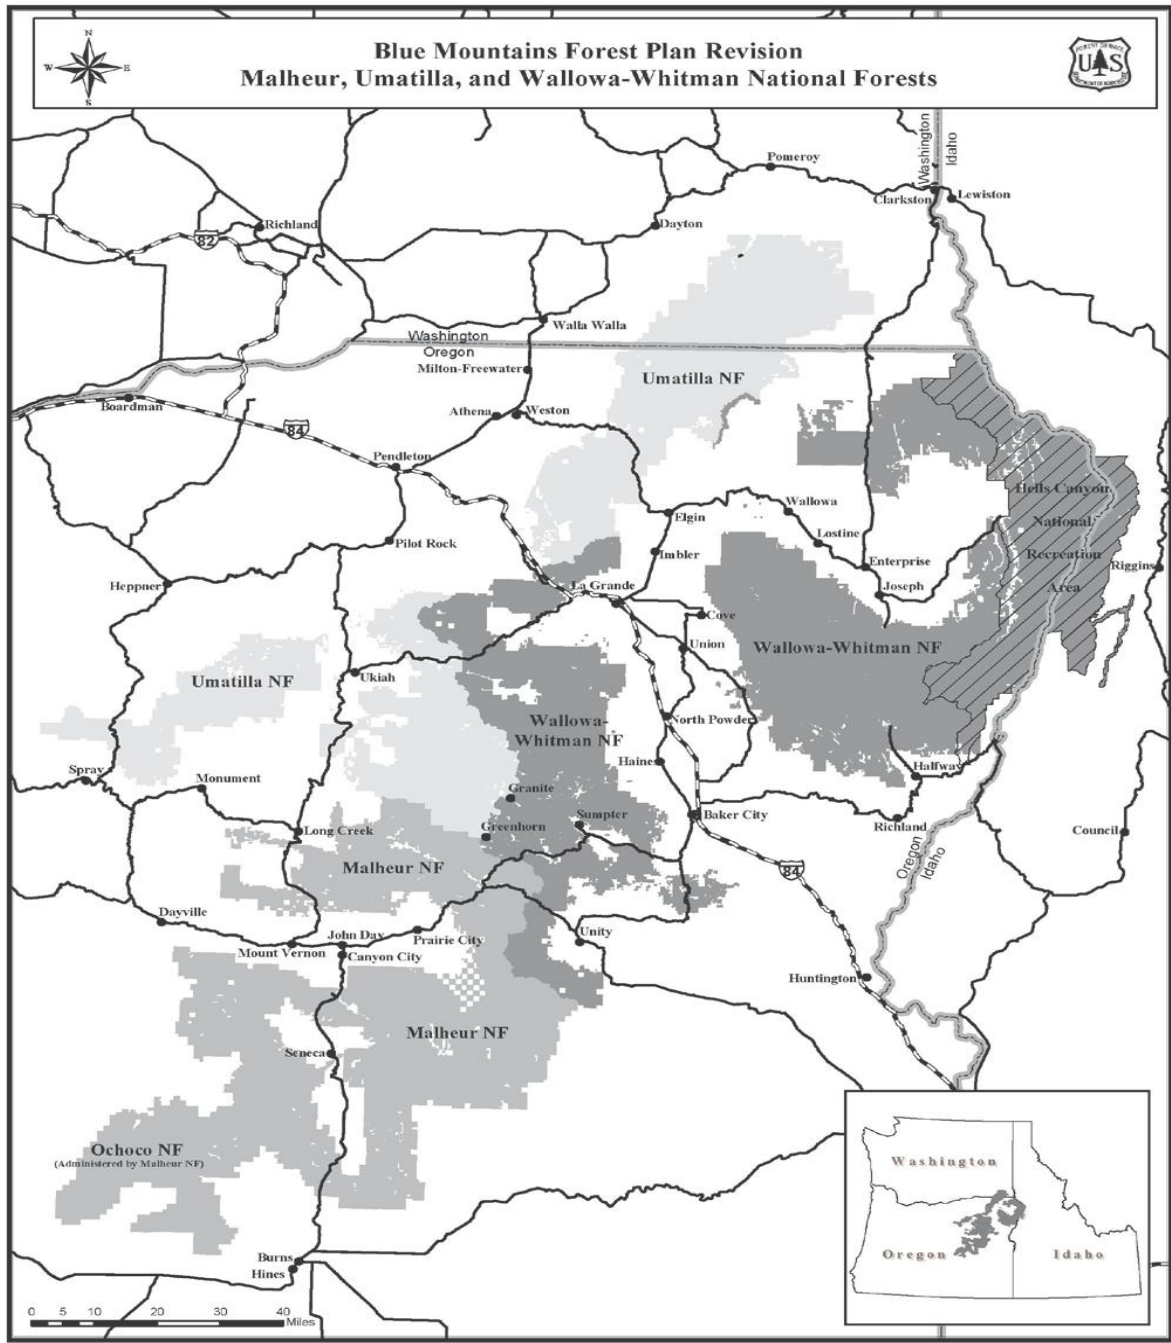 Blue Mountains Forest Plan Revision
Malheur, Umatilla, and Wallowa-Whitman National Forests
N
W
E
S
FOREST SERVICE
U S
DEPARTMENT OF AGRICULTURE
Washington
Idaho
Pomeroy
Clarkston
Lewiston
Dayton
Richland
82
Walla Walla
Washington
Oregon
Milton-Freewater
Umatilla NF
Boardman
Athena
Weston
84
Pendleton
Hells Canyon
National
Recreation
Area
Wallowa
Elgin
Lostine
Pilot Rock
Imbler
Enterprise
Riggins
Heppner
La Grande
Joseph
Cove
Union
Wallowa-Whitman NF
Umatilla NF
Ukiah
North Powder
Wallowa-
Whitman NF
Haines
Halfway
Spray
Monument
Granite
Sumpter
Baker City
Richland
Council
Long Creek
Greenhorn
Oregon
Idaho
Malheur NF
84
Dayville
John Day
Prairie City
Unity
Mount Vernon
Canyon City
Huntington
Malheur NF
Seneca
Ochoco NF
(Administered by Malheur NF)
Washington
Oregon
Idaho
Burns
Hines
0 5 10 20 30 40
Miles